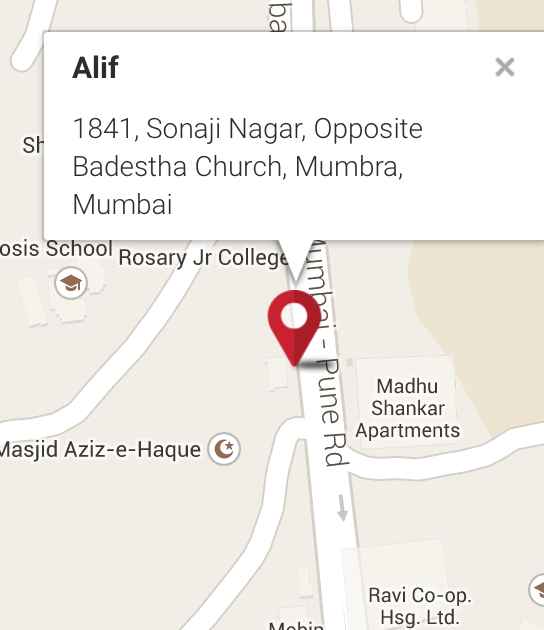 Alif
1841, Sonaji Nagar, Opposite
Badestha Church, Mumbra,
Mumbai
osis School
Rosary Jr College
Mumbai - Pune Rd
Madhu
Shankar
Apartments
Masjid Aziz-e-Haque
Ravi Co-op.
Hsg. Ltd.